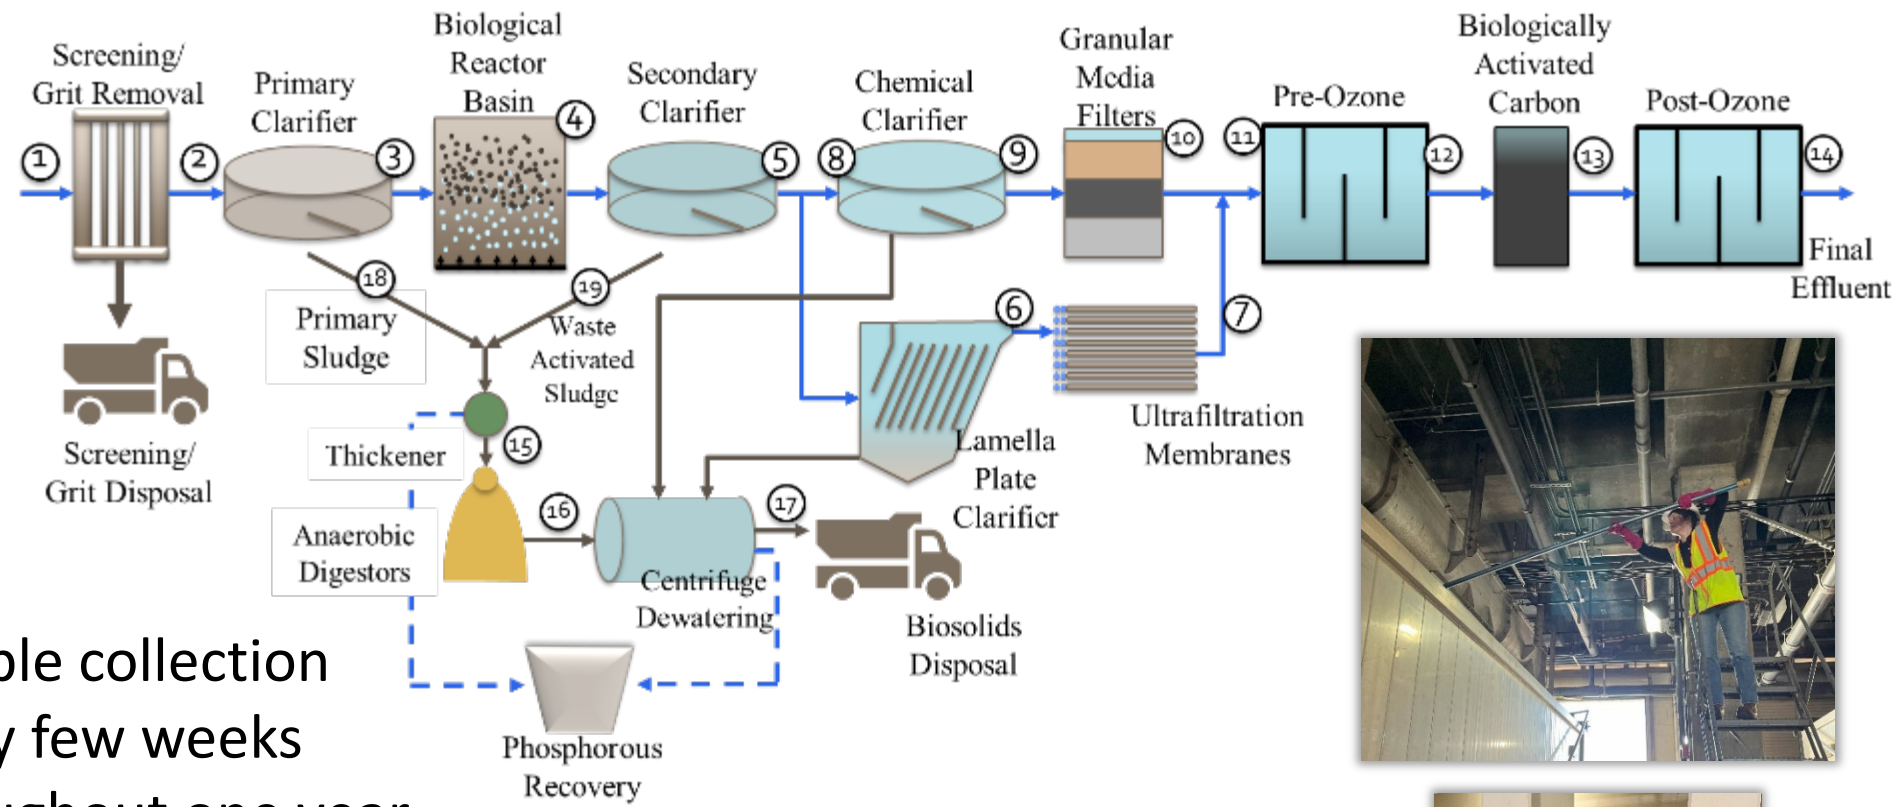 Screening/
Grit Removal
Primary
Clarifier
Biological
Reactor
Basin
Secondary
Clarifier
Chemical
Clarifier
Granular
Media
Filters
Pre-Ozone
Biologically
Activated
Carbon
Post-Ozone
1
2
3
4
5
8
9
10
11
12
13
14
Final
Effluent
18
19
6
7
Primary
Sludge
Waste
Activated
Sludge
Ultrafiltration
Membranes
Lamella
Plate
Clarifier
Screening/
Grit Disposal
Thickener
15
16
17
Anaerobic
Digestors
Centrifuge
Dewatering
Biosolids
Disposal
Phosphorous
Recovery
ple collection
y few weeks
ughout one year